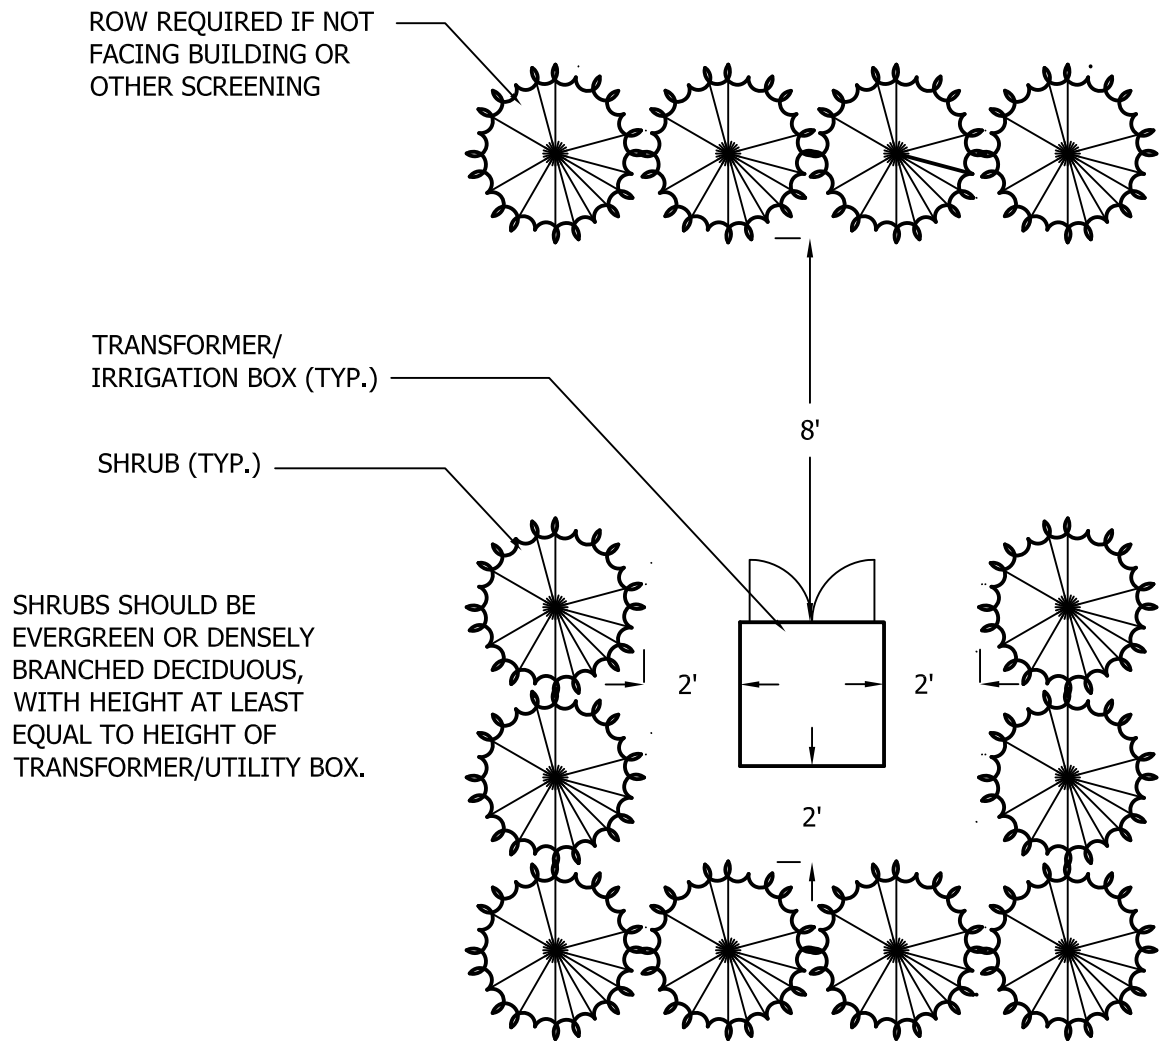 ROW REQUIRED IF NOT
FACING BUILDING OR
OTHER SCREENING
TRANSFORMER/
IRRIGATION BOX (TYP.)
8'
SHRUB (TYP.)
SHRUBS SHOULD BE
EVERGREEN OR DENSELY
BRANCHED DECIDUOUS,
WITH HEIGHT AT LEAST
EQUAL TO HEIGHT OF
TRANSFORMER/UTILITY BOX.
2'
2'
2'